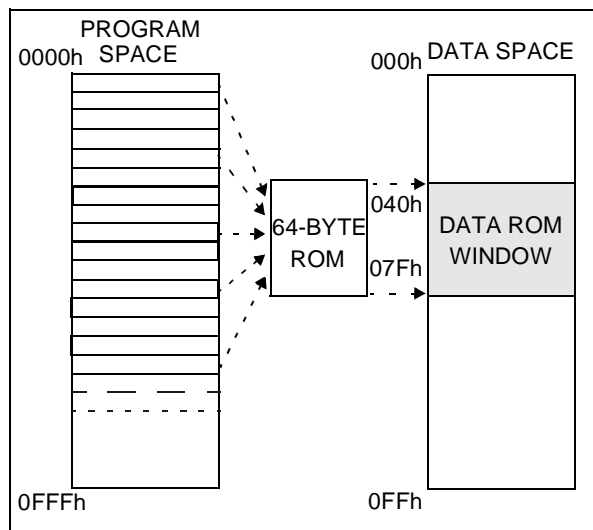 PROGRAM
SPACE
0000h
0FFFh
64-BYTE
ROM
000h
DATA SPACE
040h
07Fh
DATA ROM
WINDOW
0FFh